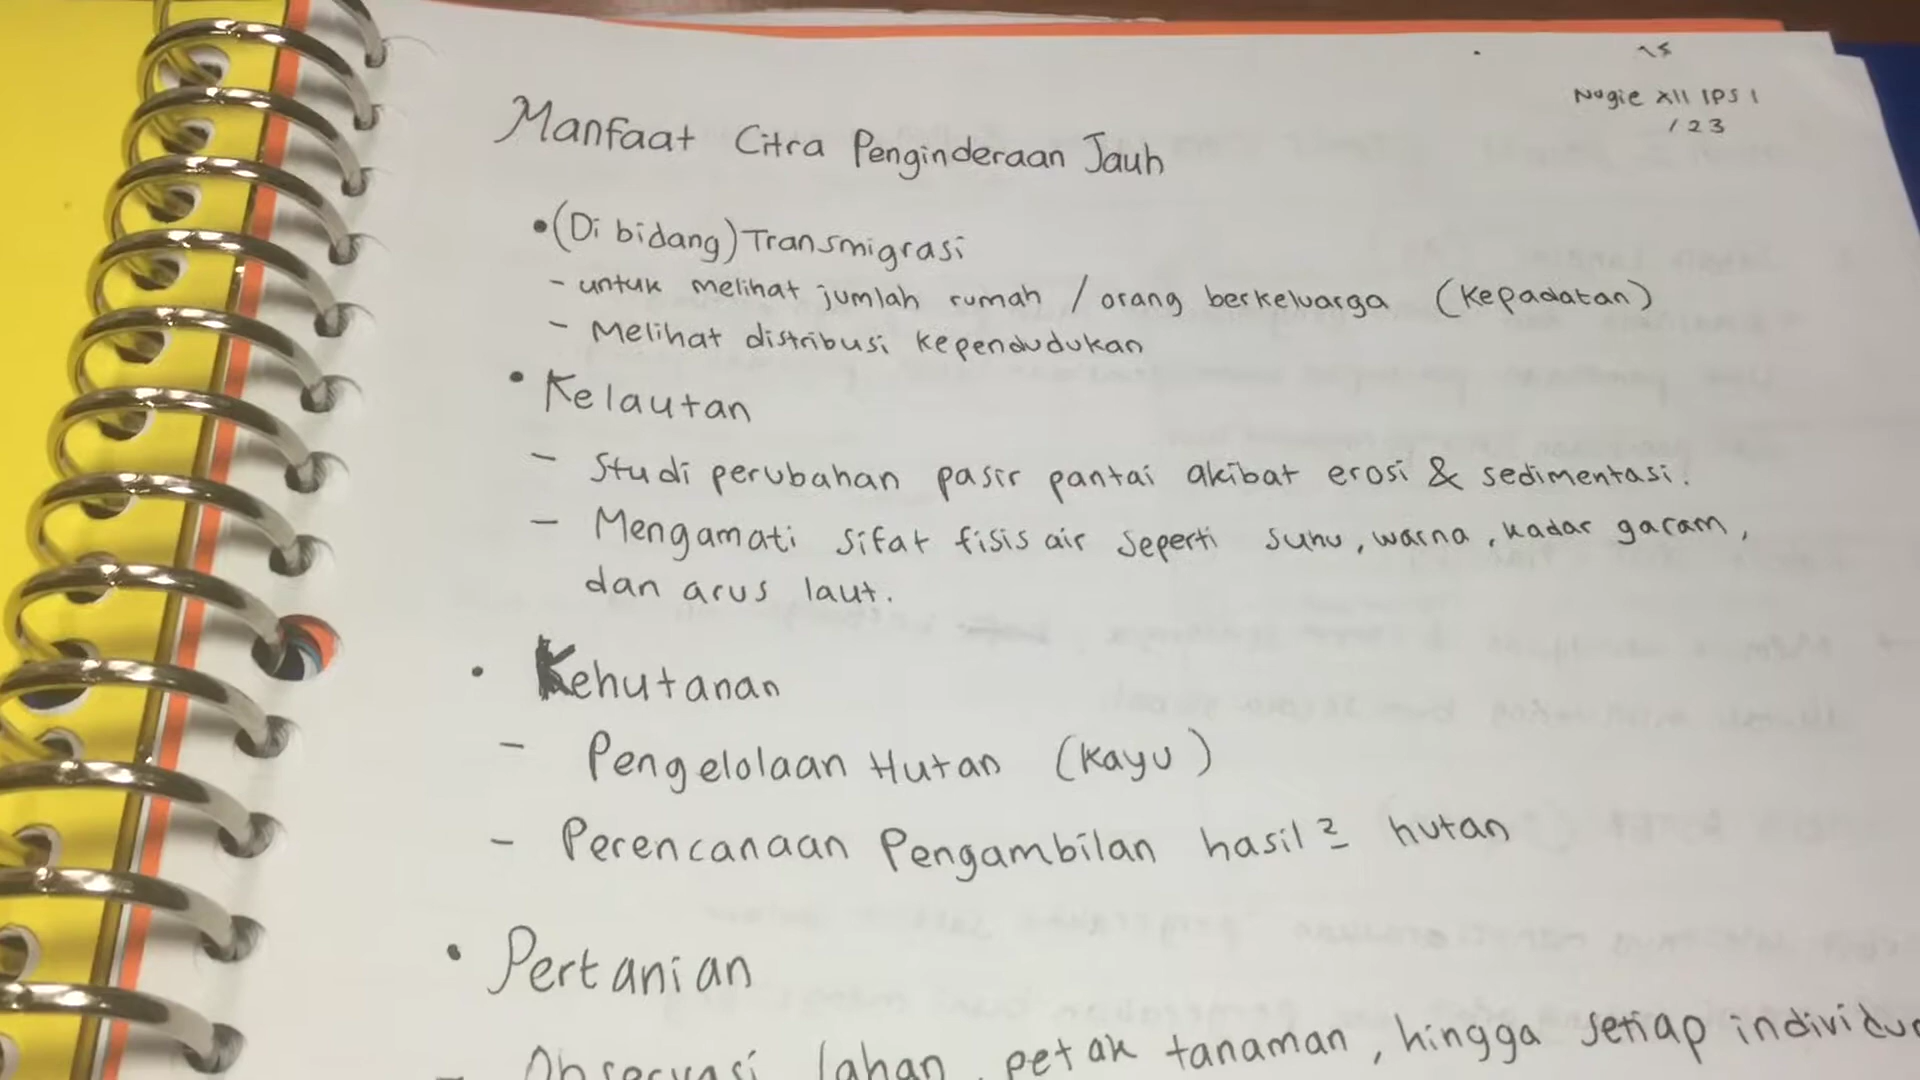 Nugie XII IPS 1
/ 23
Manfaat Citra Penginderaan Jauh
• (Di bidang) Transmigrasi
- untuk melihat jumlah rumah / orang berkeluarga (Kepadatan)
- Melihat distribusi kependudukan
• Kelautan
- Studi perubahan pasir pantai akibat erosi & sedimentasi.
- Mengamati sifat fisis air seperti suhu, warna, kadar garam,
dan arus laut.
• Kehutanan
- Pengelolaan Hutan (Kayu)
- Perencanaan Pengambilan hasil² hutan
• Pertanian
- Observasi lahan, petak tanaman, hingga setiap individu